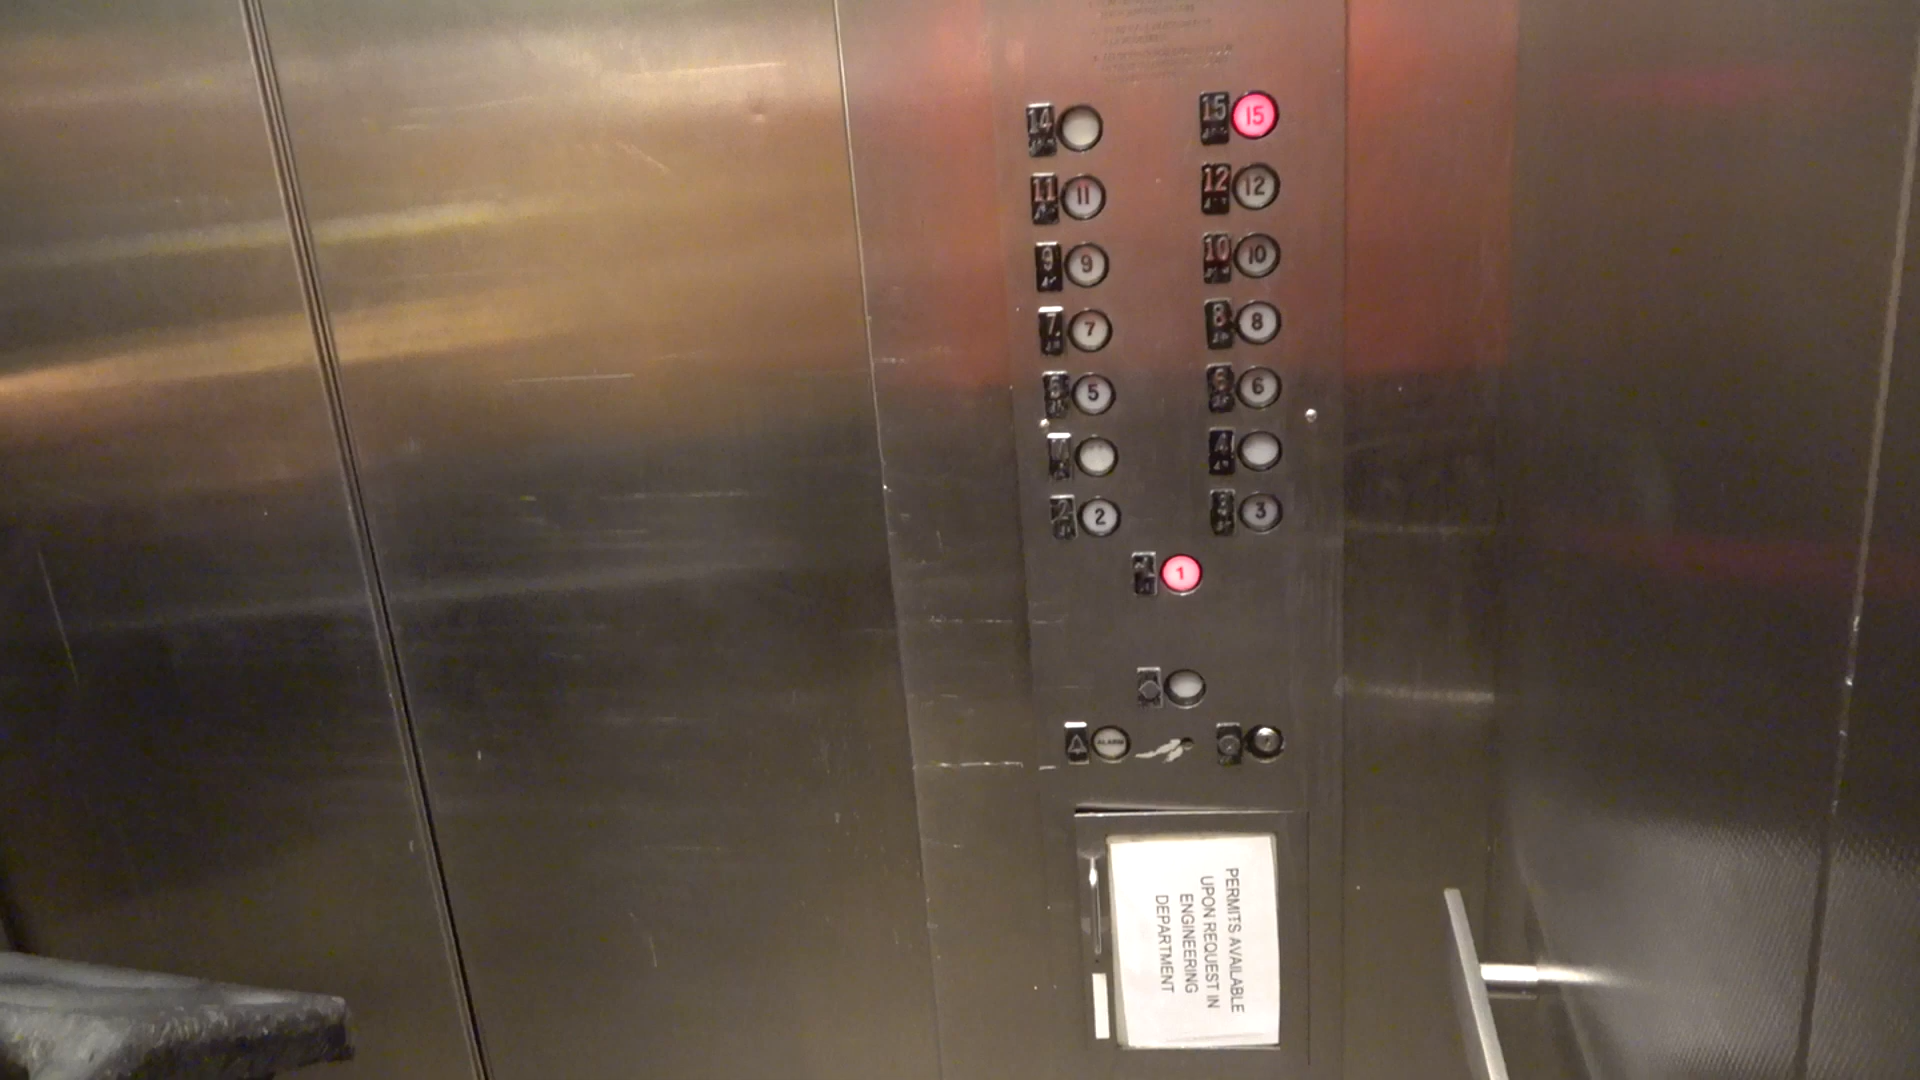 14 15 15
11 11 12 12
9 9 10 10
7 7 8 8
5 6 6
4
2 2 3 3
1
ALARM
PERMITS AVAILABLE
UPON REQUEST IN
ENGINEERING
DEPARTMENT